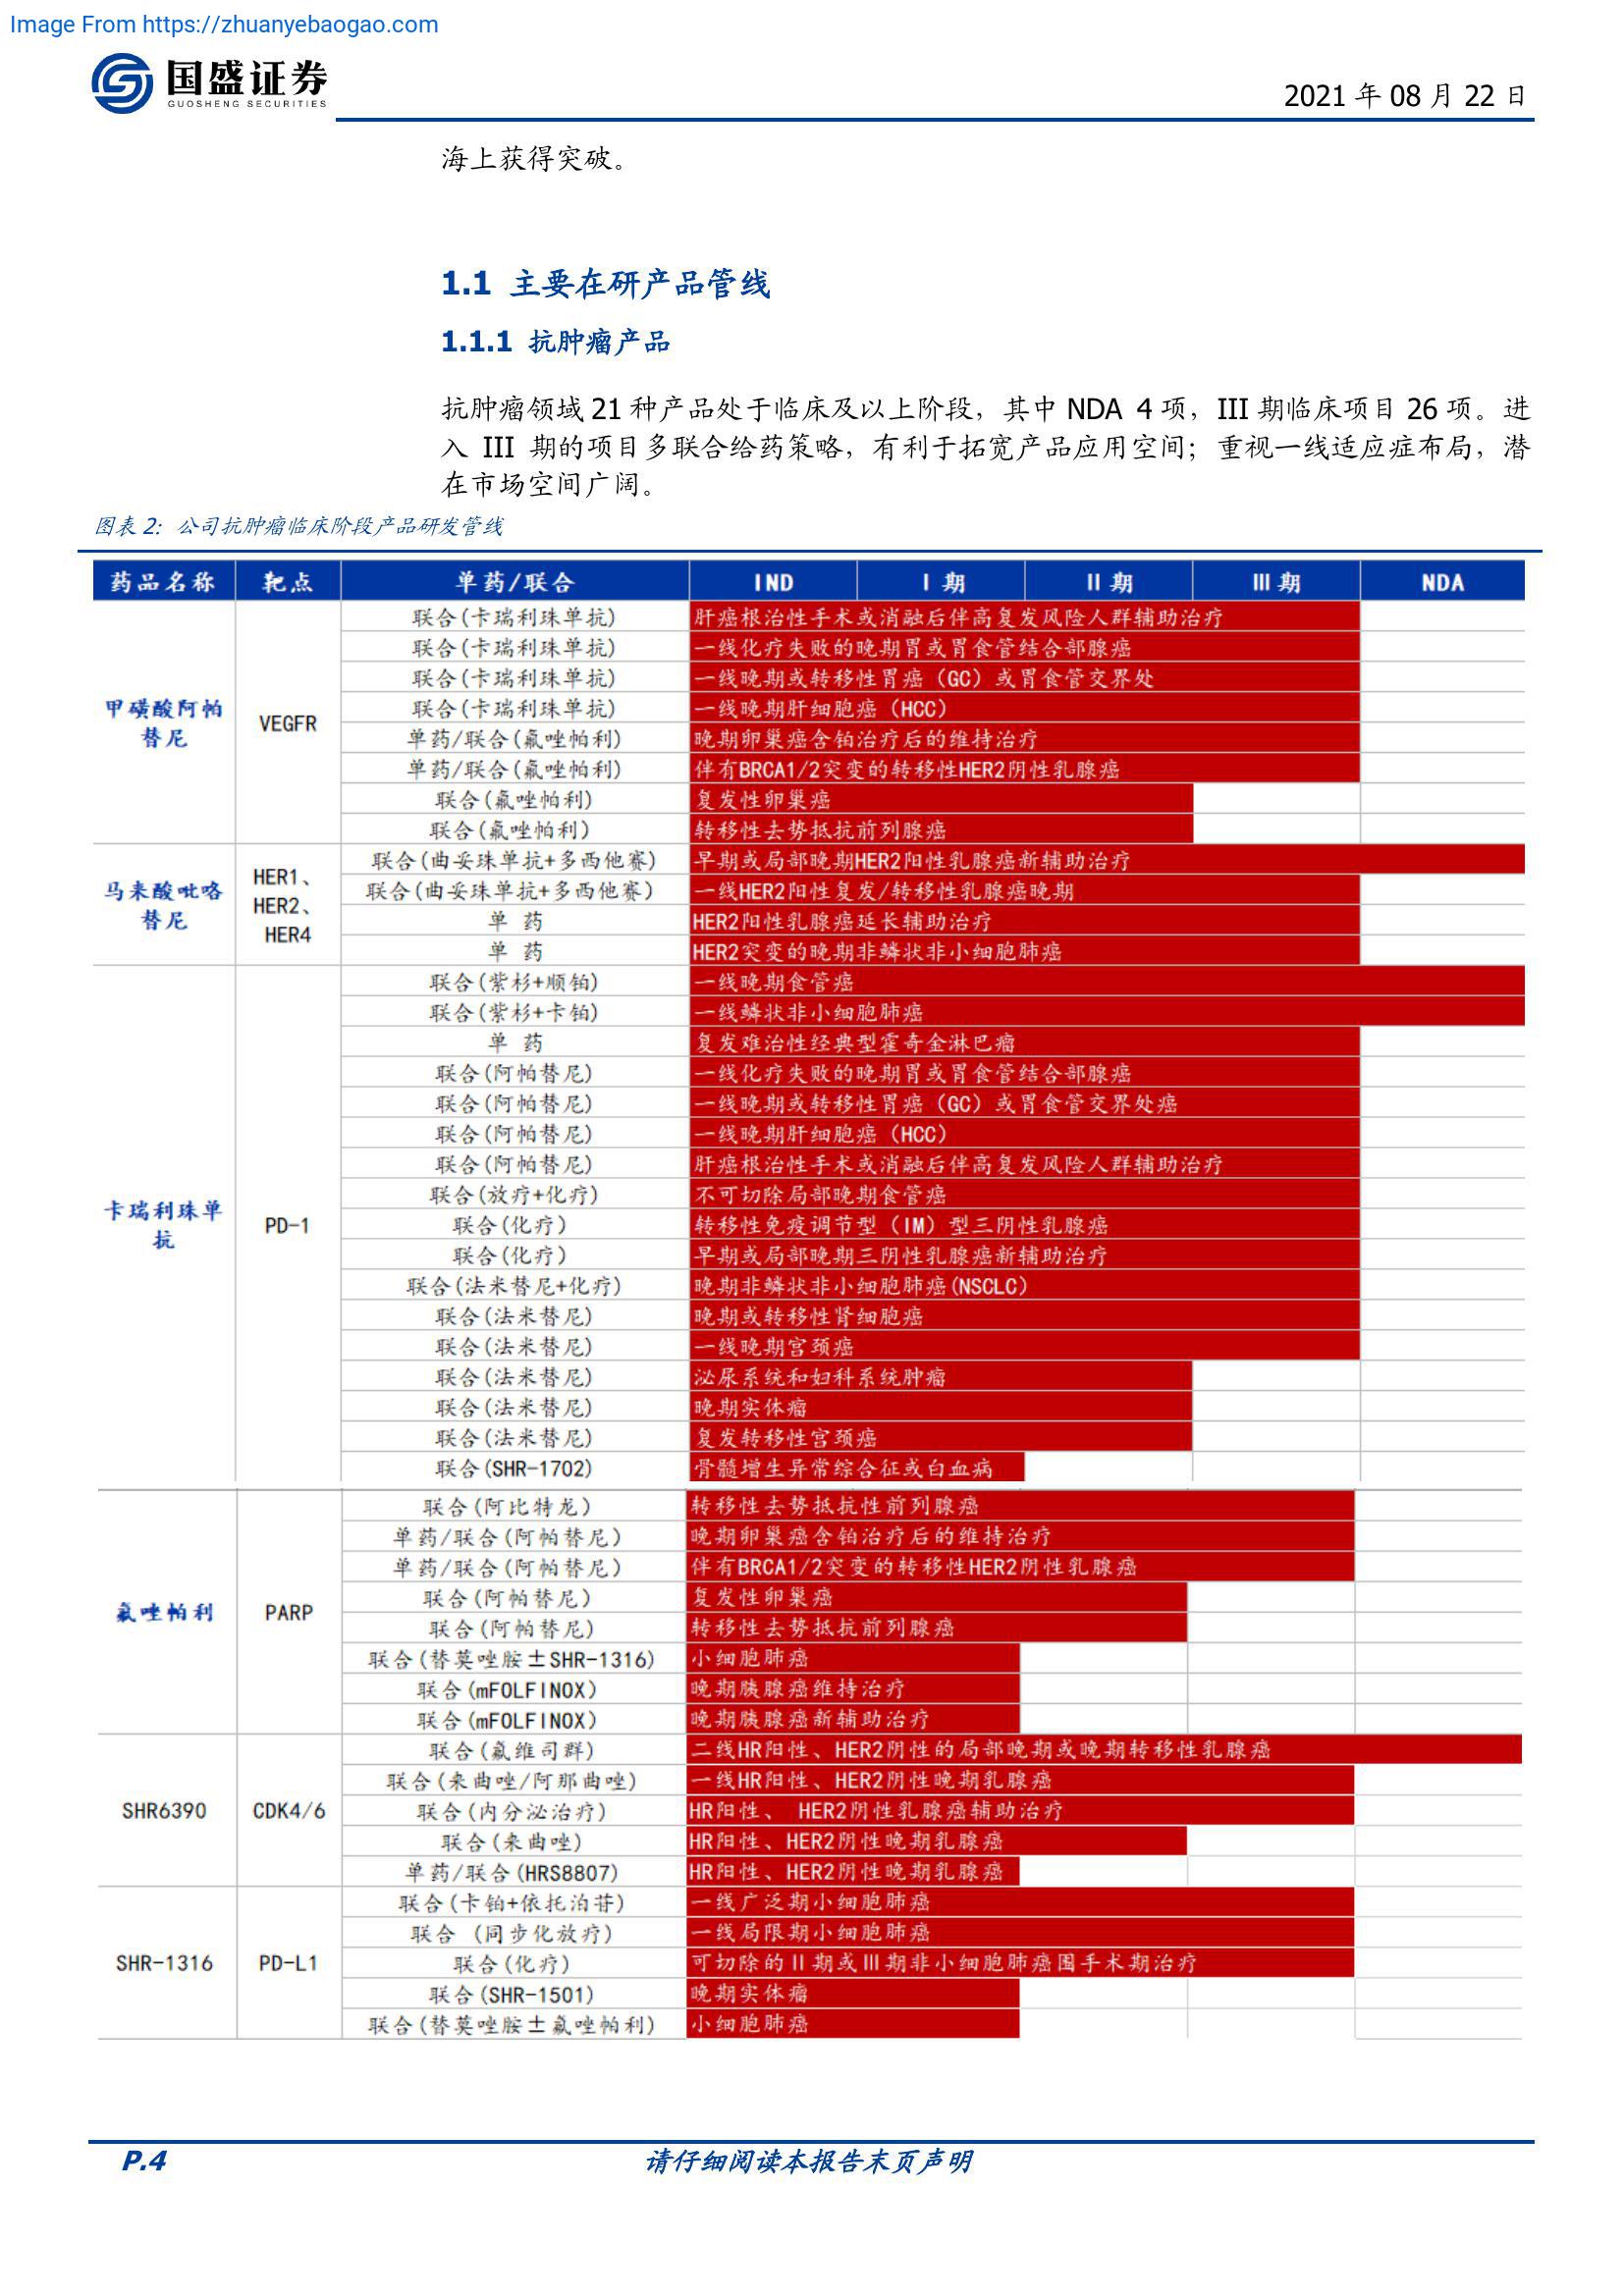 Image From https://zhuanyebaogao.com
国盛证券
GUOSHENG SECURITIES
2021 年 08 月 22 日
海上获得突破。
1.1 主要在研产品管线
1.1.1 抗肿瘤产品
抗肿瘤领域 21 种产品处于临床及以上阶段，其中 NDA 4 项，III 期临床项目 26 项。进
入 III 期的项目多联合给药策略，有利于拓宽产品应用空间；重视一线适应症布局，潜
在市场空间广阔。
图表 2：公司抗肿瘤临床阶段产品研发管线
药品名称 靶点 单药/联合 IND I 期 II 期 III 期 NDA
甲磺酸阿帕
替尼
VEGFR
联合(卡瑞利珠单抗) 肝癌根治性手术或消融后伴高复发风险人群辅助治疗
联合(卡瑞利珠单抗) 一线化疗失败的晚期胃或胃食管结合部腺癌
联合(卡瑞利珠单抗) 一线晚期或转移性胃癌（GC）或胃食管交界处
联合(卡瑞利珠单抗) 一线晚期肝细胞癌（HCC）
单药/联合(氟唑帕利) 晚期卵巢癌含铂治疗后的维持治疗
单药/联合(氟唑帕利) 伴有BRCA1/2突变的转移性HER2阴性乳腺癌
联合(氟唑帕利) 复发性卵巢癌
联合(氟唑帕利) 转移性去势抵抗前列腺癌
马来酸吡咯
替尼
HER1、
HER2、
HER4
联合(曲妥珠单抗+多西他赛) 早期或局部晚期HER2阳性乳腺癌新辅助治疗
联合(曲妥珠单抗+多西他赛) 一线HER2阳性复发/转移性乳腺癌晚期
单 药 HER2阳性乳腺癌延长辅助治疗
单 药 HER2突变的晚期非鳞状非小细胞肺癌
卡瑞利珠单
抗
PD-1
联合(紫杉+顺铂) 一线晚期食管癌
联合(紫杉+卡铂) 一线鳞状非小细胞肺癌
单 药 复发难治性经典型霍奇金淋巴瘤
联合(阿帕替尼) 一线化疗失败的晚期胃或胃食管结合部腺癌
联合(阿帕替尼) 一线晚期或转移性胃癌（GC）或胃食管交界处癌
联合(阿帕替尼) 一线晚期肝细胞癌（HCC）
联合(阿帕替尼) 肝癌根治性手术或消融后伴高复发风险人群辅助治疗
联合(放疗+化疗) 不可切除局部晚期食管癌
联合(化疗) 转移性免疫调节型（IM）型三阴性乳腺癌
联合(化疗) 早期或局部晚期三阴性乳腺癌新辅助治疗
联合(法米替尼+化疗) 晚期非鳞状非小细胞肺癌(NSCLC)
联合(法米替尼) 晚期或转移性肾细胞癌
联合(法米替尼) 一线晚期宫颈癌
联合(法米替尼) 泌尿系统和妇科系统肿瘤
联合(法米替尼) 晚期实体瘤
联合(法米替尼) 复发转移性宫颈癌
联合(SHR-1702) 骨髓增生异常综合征或白血病
氟唑帕利
PARP
联合(阿比特龙) 转移性去势抵抗性前列腺癌
单药/联合(阿帕替尼) 晚期卵巢癌含铂治疗后的维持治疗
单药/联合(阿帕替尼) 伴有BRCA1/2突变的转移性HER2阴性乳腺癌
联合(阿帕替尼) 复发性卵巢癌
联合(阿帕替尼) 转移性去势抵抗前列腺癌
联合(替莫唑胺±SHR-1316) 小细胞肺癌
联合(mFOLFINOX) 晚期胰腺癌维持治疗
联合(mFOLFINOX) 晚期胰腺癌新辅助治疗
SHR6390
CDK4/6
联合(氟维司群) 二线HR阳性、HER2阴性的局部晚期或晚期转移性乳腺癌
联合(来曲唑/阿那曲唑) 一线HR阳性、HER2阴性晚期乳腺癌
联合(内分泌治疗) HR阳性、 HER2阴性乳腺癌辅助治疗
联合(来曲唑) HR阳性、HER2阴性晚期乳腺癌
单药/联合(HRS8807) HR阳性、HER2阴性晚期乳腺癌
SHR-1316
PD-L1
联合(卡铂+依托泊苷) 一线广泛期小细胞肺癌
联合 (同步化放疗) 一线局限期小细胞肺癌
联合(化疗) 可切除的II期或III期非小细胞肺癌围手术期治疗
联合(SHR-1501) 晚期实体瘤
联合(替莫唑胺±氟唑帕利) 小细胞肺癌
P.4
请仔细阅读本报告末页声明